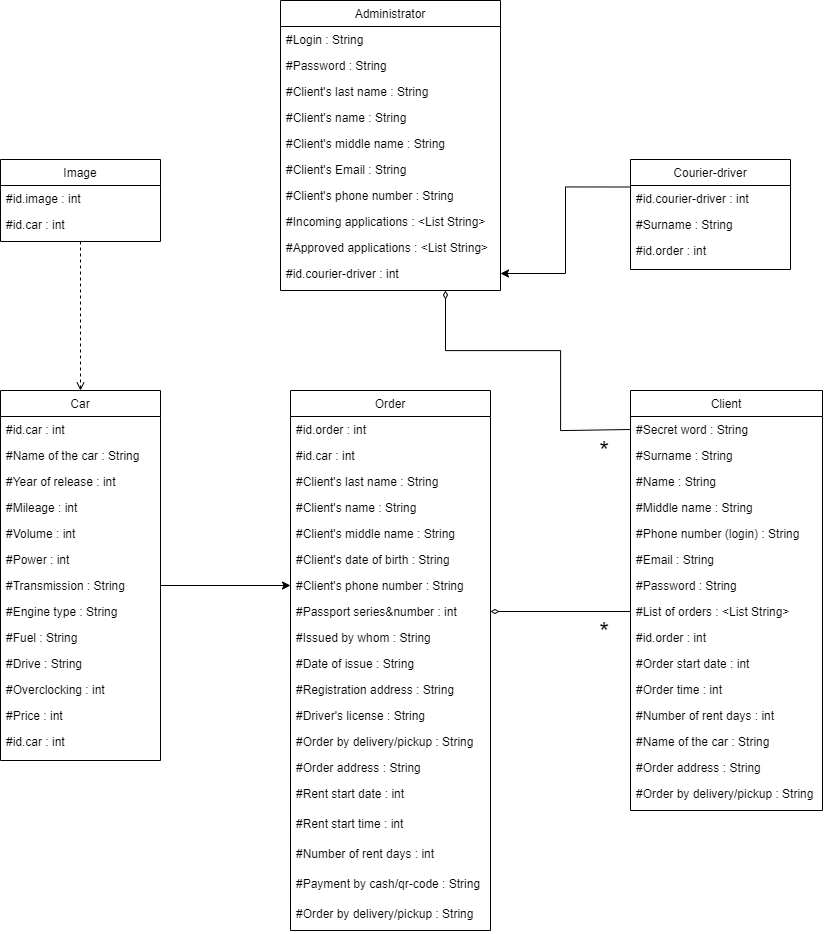 Administrator
#Login : String
#Password : String
#Client's last name : String
#Client's name : String
#Client's middle name : String
#Client's Email : String
#Client's phone number : String
#Incoming applications : <List String>
#Approved applications : <List String>
#id.courier-driver : int
Image
#id.image : int
#id.car : int
Courier-driver
#id.courier-driver : int
#Surname : String
#id.order : int
Car
#id.car : int
#Name of the car : String
#Year of release : int
#Mileage : int
#Volume : int
#Power : int
#Transmission : String
#Engine type : String
#Fuel : String
#Drive : String
#Overclocking : int
#Price : int
#id.car : int
Order
#id.order : int
#id.car : int
#Client's last name : String
#Client's name : String
#Client's middle name : String
#Client's date of birth : String
#Client's phone number : String
#Passport series&number : int
#Issued by whom : String
#Date of issue : String
#Registration address : String
#Driver's license : String
#Order by delivery/pickup : String
#Order address : String
#Rent start date : int
#Rent start time : int
#Number of rent days : int
#Payment by cash/qr-code : String
#Order by delivery/pickup : String
*
*
Client
#Secret word : String
#Surname : String
#Name : String
#Middle name : String
#Phone number (login) : String
#Email : String
#Password : String
#List of orders : <List String>
#id.order : int
#Order start date : int
#Order time : int
#Number of rent days : int
#Name of the car : String
#Order address : String
#Order by delivery/pickup : String